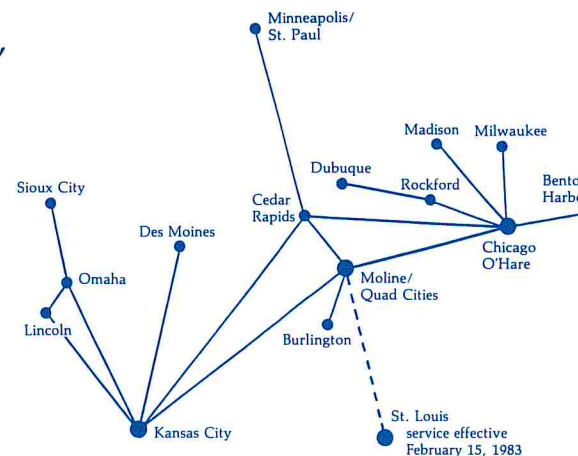 Minneapolis/
St. Paul
Madison
Milwaukee
Dubuque
Rockford
Sioux City
Cedar
Rapids
Des Moines
Chicago
O'Hare
Omaha
Moline/
Quad Cities
Lincoln
Burlington
Kansas City
St. Louis
service effective
February 15, 1983